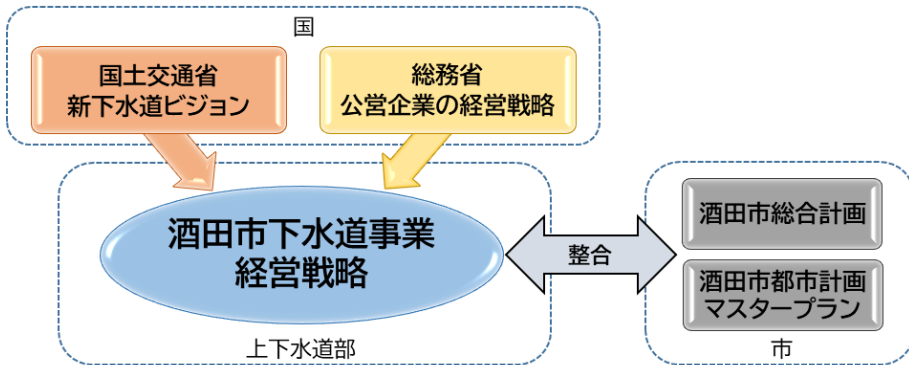 国
国土交通省
新下水道ビジョン
総務省
公営企業の経営戦略
酒田市下水道事業
経営戦略
整合
酒田市総合計画
酒田市都市計画
マスタープラン
上下水道部
市